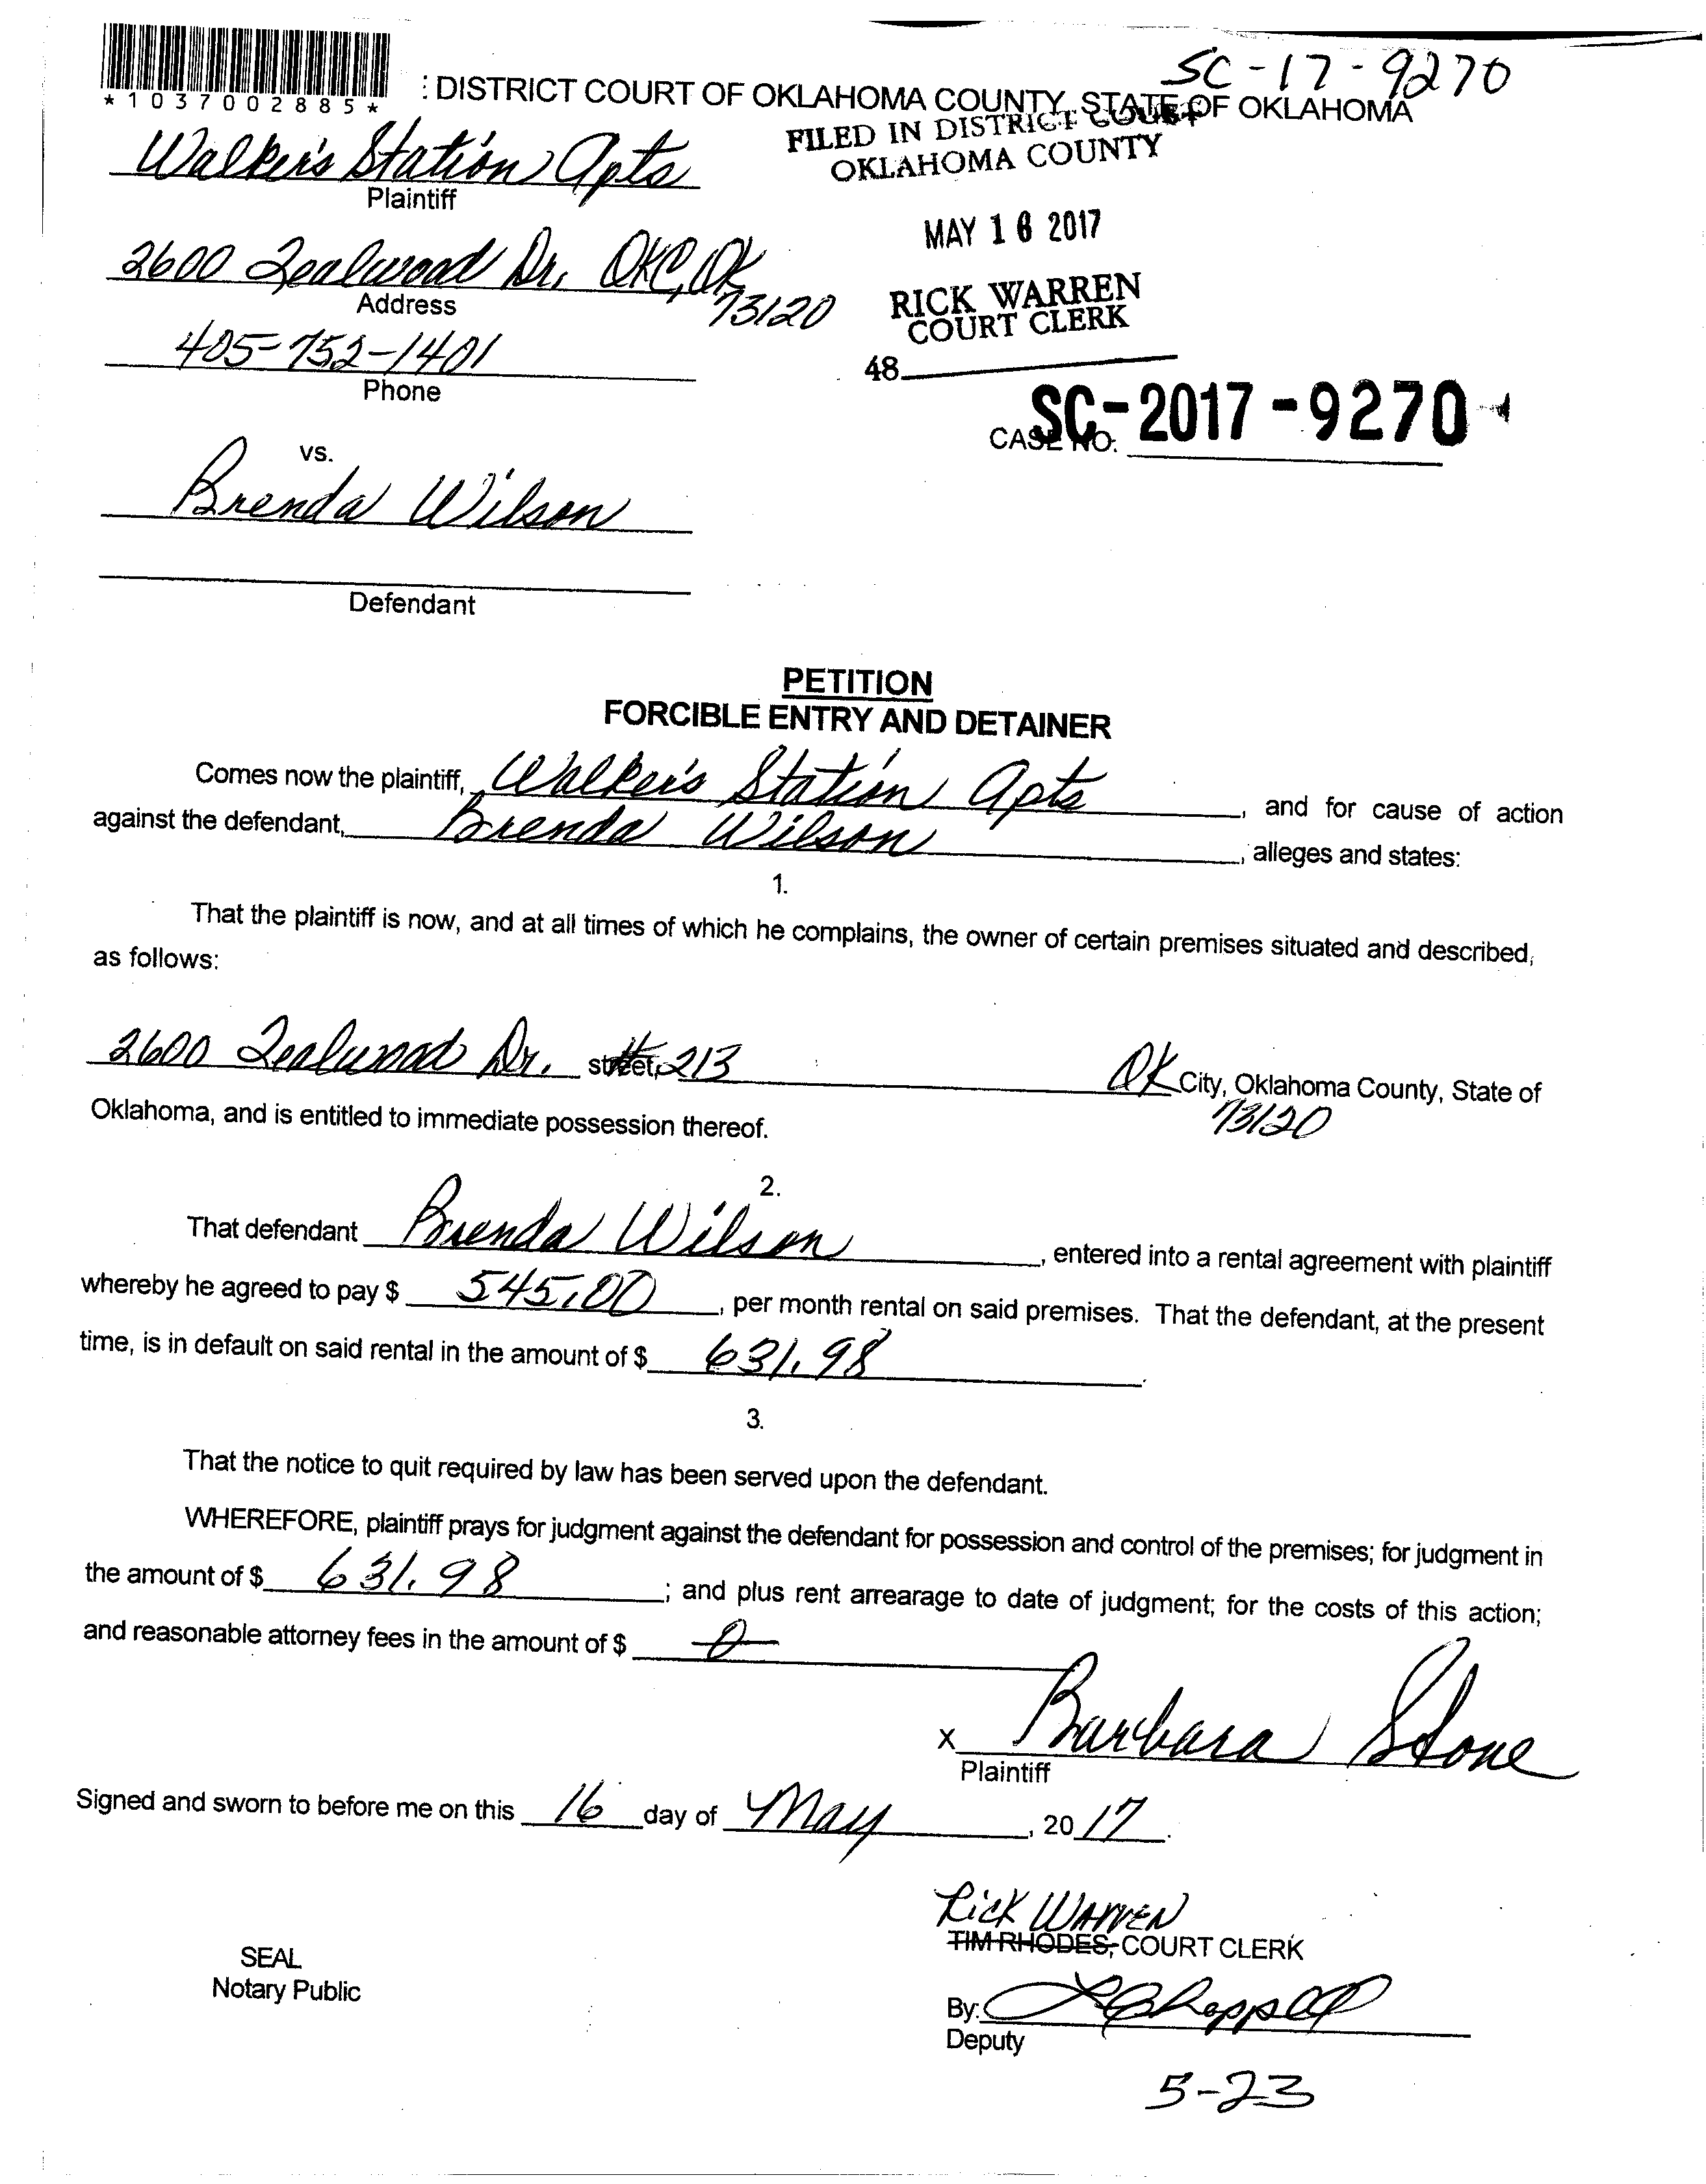 SC-17-9270
*1037002885*
: DISTRICT COURT OF OKLAHOMA COUNTY, STATE OF OKLAHOMA
FILED IN DISTRICT COURT
OKLAHOMA COUNTY
Walker's Station Apts
Plaintiff
MAY 16 2017
2600 Tealwood Dr. OKC, OK
73120
Address
RICK WARREN
COURT CLERK
405-752-1401
Phone
48
SC-2017-9270
CASE NO.
vs.
Brenda Wilson
Defendant
PETITION
FORCIBLE ENTRY AND DETAINER
Comes now the plaintiff, Walker's Station Apts, and for cause of action
against the defendant, Brenda Wilson, alleges and states:
1.
That the plaintiff is now, and at all times of which he complains, the owner of certain premises situated and described,
as follows:
2600 Tealwood Dr. street, # 213 OK City, Oklahoma County, State of
73120
Oklahoma, and is entitled to immediate possession thereof.
2.
That defendant Brenda Wilson, entered into a rental agreement with plaintiff
whereby he agreed to pay $ 545.00, per month rental on said premises. That the defendant, at the present
time, is in default on said rental in the amount of $ 631.98.
3.
That the notice to quit required by law has been served upon the defendant.
WHEREFORE, plaintiff prays for judgment against the defendant for possession and control of the premises; for judgment in
the amount of $ 631.98; and plus rent arrearage to date of judgment; for the costs of this action;
and reasonable attorney fees in the amount of $ 0
X Barbara Stone
Plaintiff
Signed and sworn to before me on this 16 day of May, 2017.
Rick Warren
TIM RHODES, COURT CLERK
SEAL
Notary Public
By: Chappell
Deputy
5-23